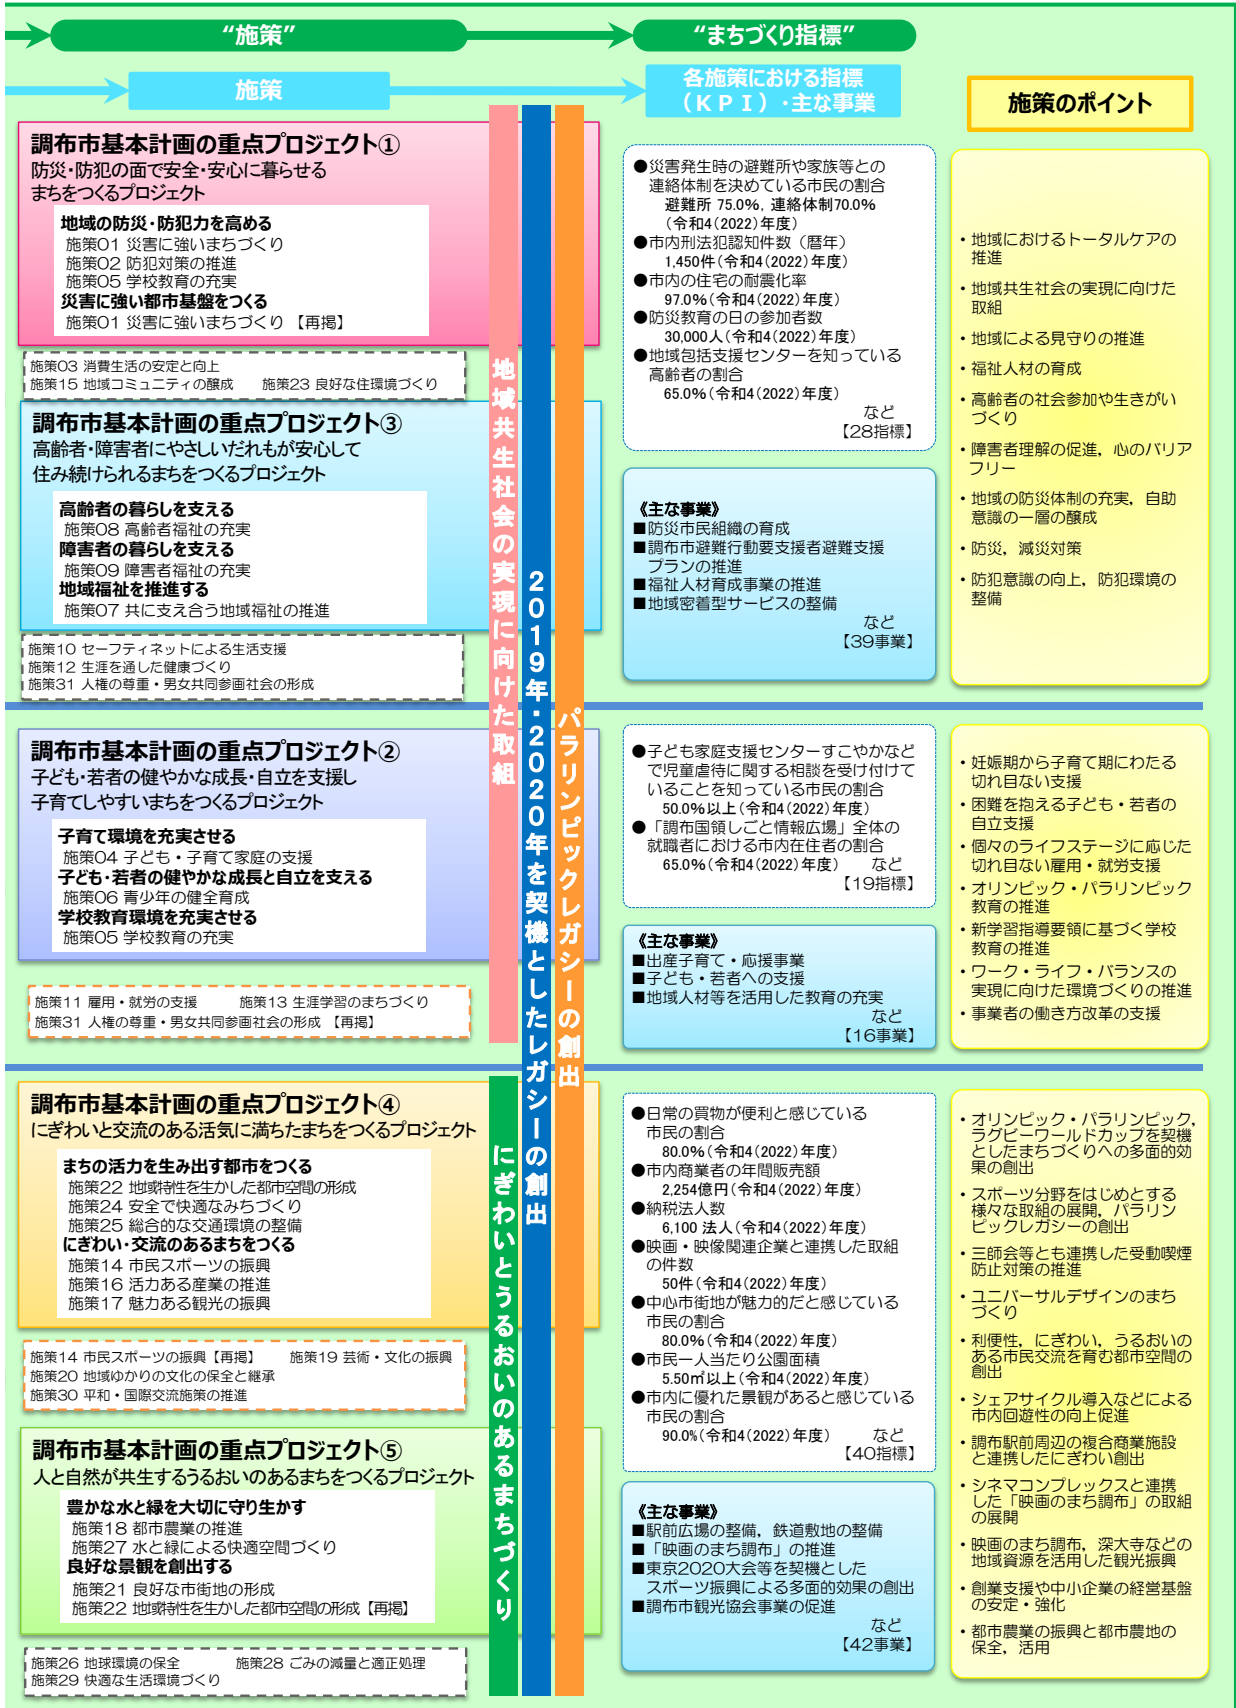 “施策”
“まちづくり指標”
施策
各施策における指標
（ＫＰＩ）・主な事業
施策のポイント
調布市基本計画の重点プロジェクト①
防災・防犯の面で安全・安心に暮らせる
まちをつくるプロジェクト
地域の防災・防犯力を高める
施策01 災害に強いまちづくり
施策02 防犯対策の推進
施策05 学校教育の充実
災害に強い都市基盤をつくる
施策01 災害に強いまちづくり 【再掲】
施策03 消費生活の安定と向上
施策15 地域コミュニティの醸成　　施策23 良好な住環境づくり
調布市基本計画の重点プロジェクト③
高齢者・障害者にやさしいだれもが安心して
住み続けられるまちをつくるプロジェクト
高齢者の暮らしを支える
施策08 高齢者福祉の充実
障害者の暮らしを支える
施策09 障害者福祉の充実
地域福祉を推進する
施策07 共に支え合う地域福祉の推進
施策10 セーフティネットによる生活支援
施策12 生涯を通した健康づくり
施策31 人権の尊重・男女共同参画社会の形成
地域共生社会の実現に向けた取組
2019年・2020年を契機としたレガシーの創出
パラリンピックレガシーの創出
●災害発生時の避難所や家族等との
連絡体制を決めている市民の割合
避難所 75.0%，連絡体制70.0%
（令和4（2022）年度）
●市内刑法犯認知件数（暦年）
1,450件（令和4（2022）年度）
●市内の住宅の耐震化率
97.0%（令和4（2022）年度）
●防災教育の日の参加者数
30,000人（令和4（2022）年度）
●地域包括支援センターを知っている
高齢者の割合
65.0%（令和4（2022）年度）
など
【28指標】
《主な事業》
■防災市民組織の育成
■調布市避難行動要支援者避難支援
プランの推進
■福祉人材育成事業の推進
■地域密着型サービスの整備
など
【39事業】
・地域におけるトータルケアの
推進
・地域共生社会の実現に向けた
取組
・地域による見守りの推進
・福祉人材の育成
・高齢者の社会参加や生きがい
づくり
・障害者理解の促進，心のバリア
フリー
・地域の防災体制の充実，自助
意識の一層の醸成
・防災，減災対策
・防犯意識の向上，防犯環境の
整備
調布市基本計画の重点プロジェクト②
子ども・若者の健やかな成長・自立を支援し
子育てしやすいまちをつくるプロジェクト
子育て環境を充実させる
施策04 子ども・子育て家庭の支援
子ども・若者の健やかな成長と自立を支える
施策06 青少年の健全育成
学校教育環境を充実させる
施策05 学校教育の充実
施策11 雇用・就労の支援　　施策13 生涯学習のまちづくり
施策31 人権の尊重・男女共同参画社会の形成 【再掲】
●子ども家庭支援センターすこやかなど
で児童虐待に関する相談を受け付けて
いることを知っている市民の割合
50.0%以上（令和4（2022）年度）
●「調布国領しごと情報広場」全体の
就職者における市内在住者の割合
65.0%（令和4（2022）年度）　など
【19指標】
《主な事業》
■出産子育て・応援事業
■子ども・若者への支援
■地域人材等を活用した教育の充実
など
【16事業】
・妊娠期から子育て期にわたる
切れ目ない支援
・困難を抱える子ども・若者の
自立支援
・個々のライフステージに応じた
切れ目ない雇用・就労支援
・オリンピック・パラリンピック
教育の推進
・新学習指導要領に基づく学校
教育の推進
・ワーク・ライフ・バランスの
実現に向けた環境づくりの推進
・事業者の働き方改革の支援
調布市基本計画の重点プロジェクト④
にぎわいと交流のある活気に満ちたまちをつくるプロジェクト
まちの活力を生み出す都市をつくる
施策22 地域特性を生かした都市空間の形成
施策24 安全で快適なみちづくり
施策25 総合的な交通環境の整備
にぎわい・交流のあるまちをつくる
施策14 市民スポーツの振興
施策16 活力ある産業の推進
施策17 魅力ある観光の振興
施策14 市民スポーツの振興【再掲】　　施策19 芸術・文化の振興
施策20 地域ゆかりの文化の保全と継承
施策30 平和・国際交流施策の推進
調布市基本計画の重点プロジェクト⑤
人と自然が共生するうるおいのあるまちをつくるプロジェクト
豊かな水と緑を大切に守り生かす
施策18 都市農業の推進
施策27 水と緑による快適空間づくり
良好な景観を創出する
施策21 良好な市街地の形成
施策22 地域特性を生かした都市空間の形成【再掲】
施策26 地球環境の保全　　施策28 ごみの減量と適正処理
施策29 快適な生活環境づくり
にぎわいとうるおいのあるまちづくり
●日常の買物が便利と感じている
市民の割合
80.0%（令和4（2022）年度）
●市内商業者の年間販売額
2,254億円（令和4（2022）年度）
●納税法人数
6,100 法人（令和4（2022）年度）
●映画・映像関連企業と連携した取組
の件数
50件（令和4（2022）年度）
●中心市街地が魅力的だと感じている
市民の割合
80.0%（令和4（2022）年度）
●市民一人当たり公園面積
5.50㎡以上（令和4（2022）年度）
●市内に優れた景観があると感じている
市民の割合
90.0%（令和4（2022）年度）　など
【40指標】
《主な事業》
■駅前広場の整備，鉄道敷地の整備
■「映画のまち調布」の推進
■東京2020大会等を契機とした
スポーツ振興による多面的効果の創出
■調布市観光協会事業の促進
など
【42事業】
・オリンピック・パラリンピック，
ラグビーワールドカップを契機
としたまちづくりへの多面的効
果の創出
・スポーツ分野をはじめとする
様々な取組の展開，パラリン
ピックレガシーの創出
・三師会等とも連携した受動喫煙
防止対策の推進
・ユニバーサルデザインのまち
づくり
・利便性，にぎわい，うるおいの
ある市民交流を育む都市空間の
創出
・シェアサイクル導入などによる
市内回遊性の向上促進
・調布駅前周辺の複合商業施設
と連携したにぎわい創出
・シネマコンプレックスと連携
した「映画のまち調布」の取組
の展開
・映画のまち調布，深大寺などの
地域資源を活用した観光振興
・創業支援や中小企業の経営基盤
の安定・強化
・都市農業の振興と都市農地の
保全，活用